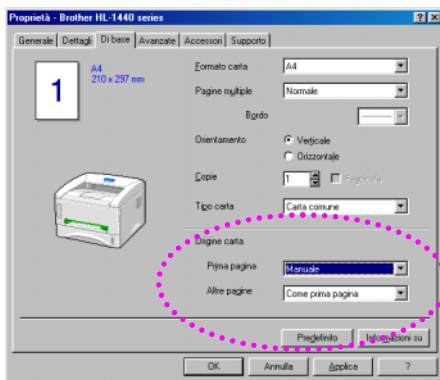 Proprietà - Brother HL-1440 series
Generale Dettagli Di base Avanzate Accessori Supporto
1
A4
210 x 297 mm
Formato carta A4
Pagine multiple Normale
Bordo
Orientamento Verticale
Orizzontale
Copie 1 Fascicola
Tipo carta Carta comune
Origine carta
Prima pagina Manuale
Altre pagine Come prima pagina
Predefinito Informazioni su
OK Annulla Applica ?